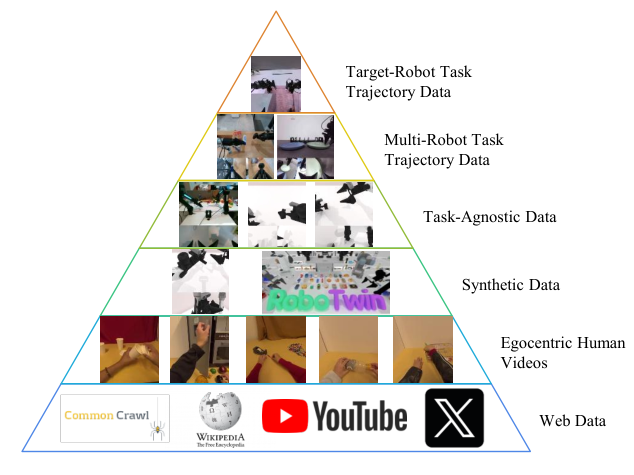 Target-Robot Task
Trajectory Data
Multi-Robot Task
Trajectory Data
Task-Agnostic Data
Synthetic Data
RoboTwin
Egocentric Human
Videos
Common Crawl
WIKIPEDIA
The Free Encyclopedia
YouTube
X
Web Data